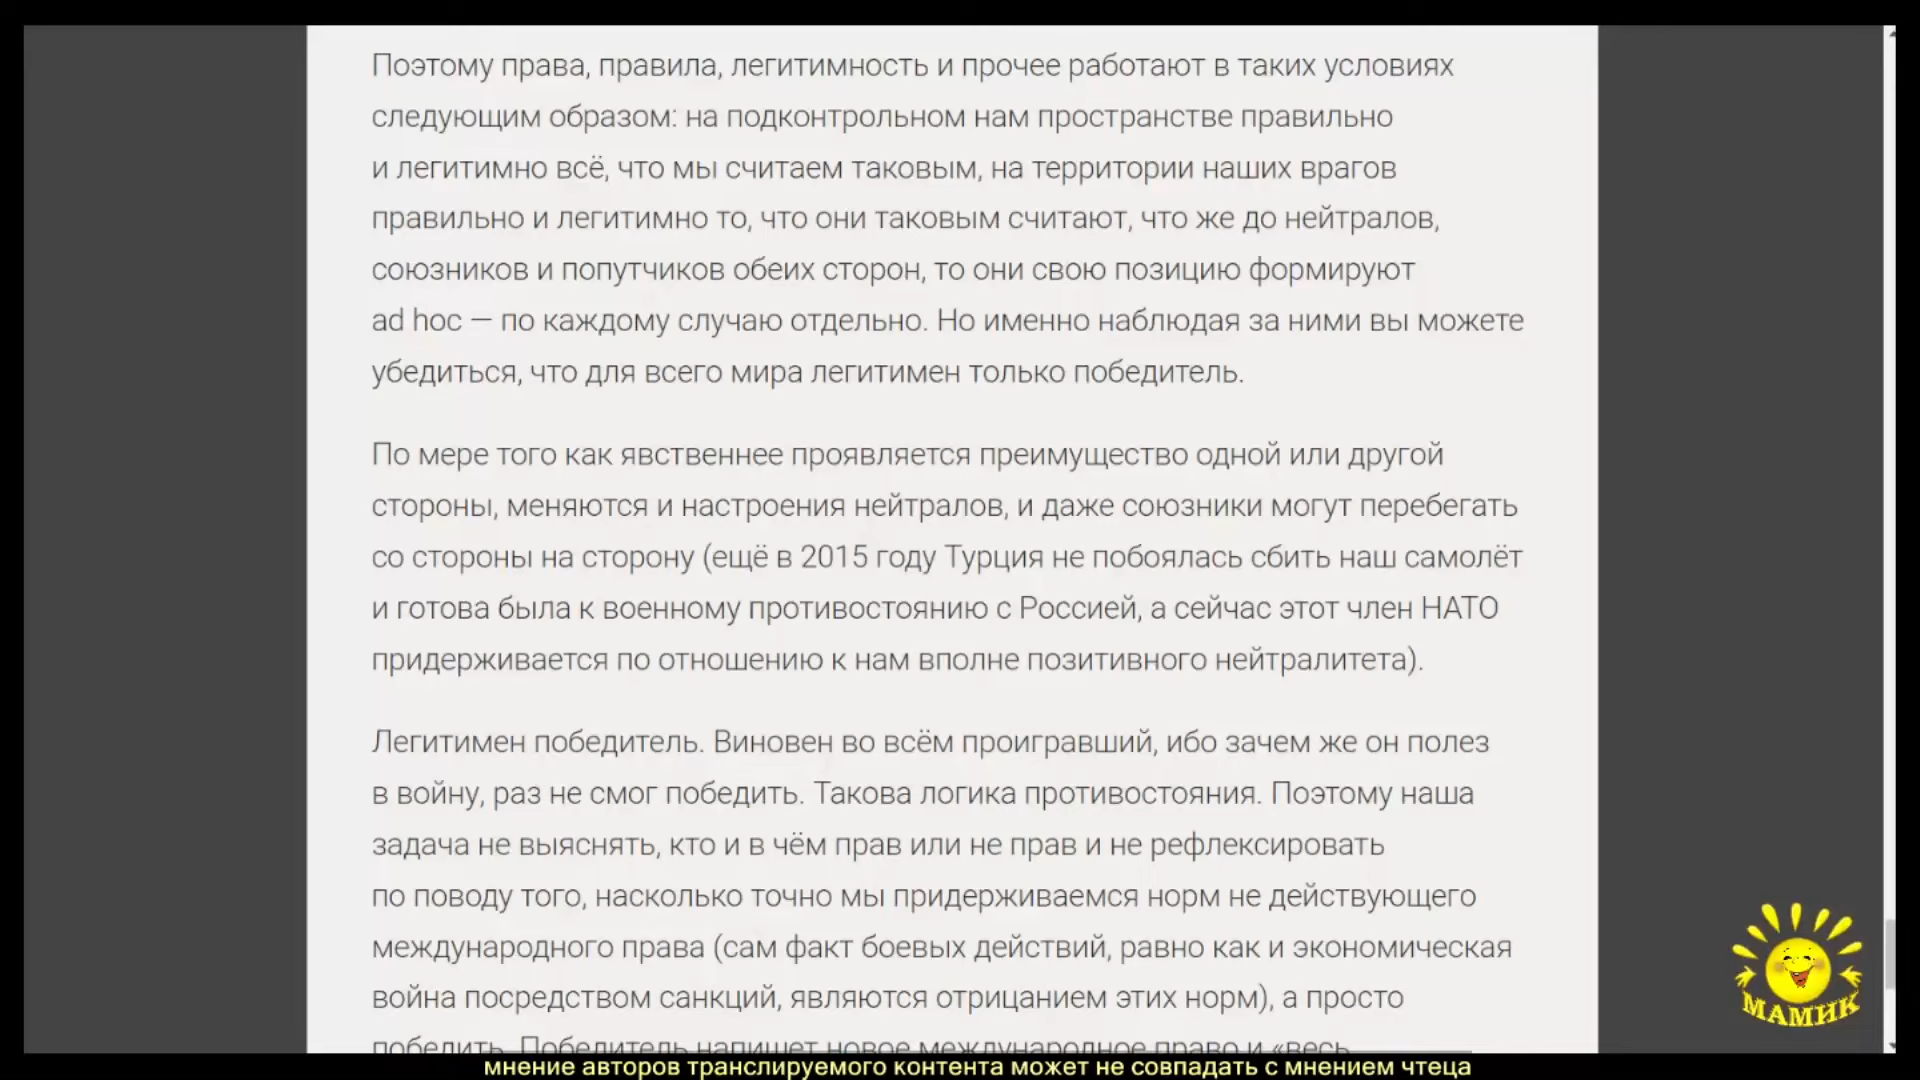 Поэтому права, правила, легитимность и прочее работают в таких условиях
следующим образом: на подконтрольном нам пространстве правильно
и легитимно всё, что мы считаем таковым, на территории наших врагов
правильно и легитимно то, что они таковым считают, что же до нейтралов,
союзников и попутчиков обеих сторон, то они свою позицию формируют
ad hoc — по каждому случаю отдельно. Но именно наблюдая за ними вы можете
убедиться, что для всего мира легитимен только победитель.
По мере того как явственнее проявляется преимущество одной или другой
стороны, меняются и настроения нейтралов, и даже союзники могут перебегать
со стороны на сторону (ещё в 2015 году Турция не побоялась сбить наш самолёт
и готова была к военному противостоянию с Россией, а сейчас этот член НАТО
придерживается по отношению к нам вполне позитивного нейтралитета).
Легитимен победитель. Виновен во всём проигравший, ибо зачем же он полез
в войну, раз не смог победить. Такова логика противостояния. Поэтому наша
задача не выяснять, кто и в чём прав или не прав и не рефлексировать
по поводу того, насколько точно мы придерживаемся норм не действующего
международного права (сам факт боевых действий, равно как и экономическая
война посредством санкций, являются отрицанием этих норм), а просто
победить. Победитель напишет новое международное право и «весь
МАМИК
мнение авторов транслируемого контента может не совпадать с мнением чтеца